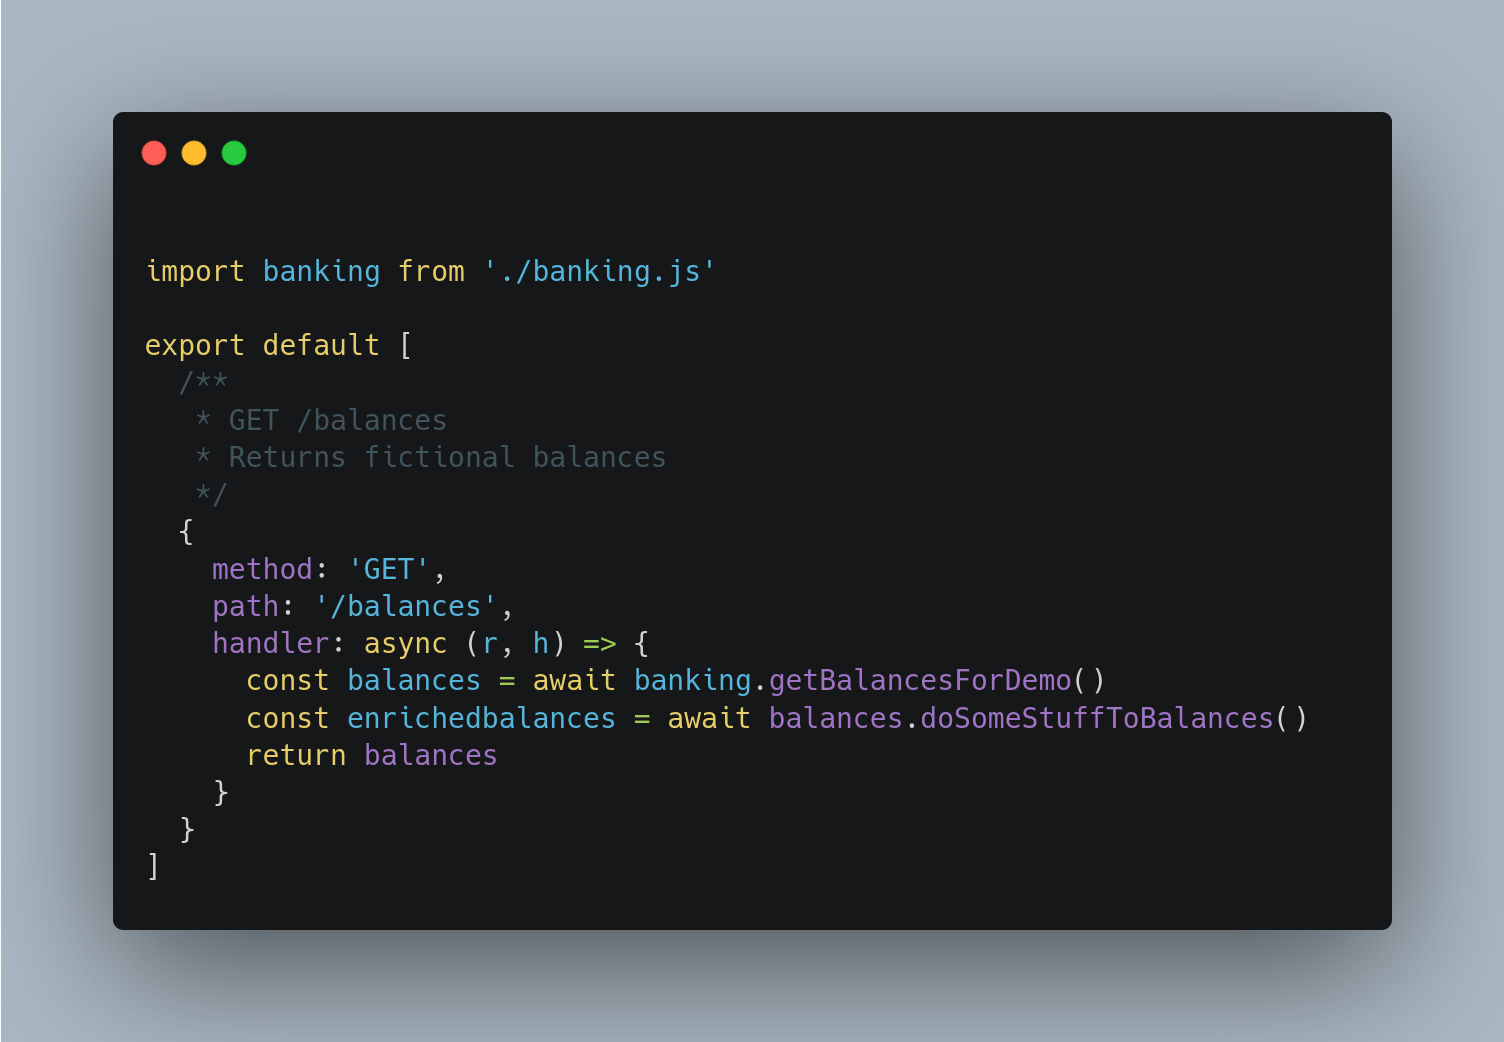 import banking from './banking.js'

export default [
  /**
   * GET /balances
   * Returns fictional balances
   */
  {
    method: 'GET',
    path: '/balances',
    handler: async (r, h) => {
      const balances = await banking.getBalancesForDemo()
      const enrichedbalances = await balances.doSomeStuffToBalances()
      return balances
    }
  }
]